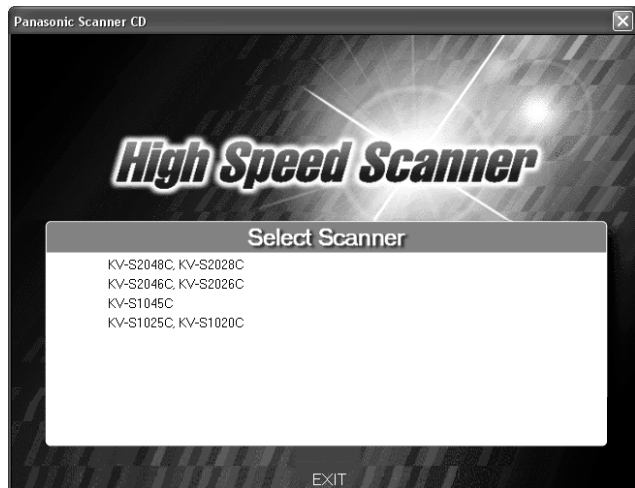 Panasonic Scanner CD
High Speed Scanner
Select Scanner
KV-S2048C, KV-S2028C
KV-S2046C, KV-S2026C
KV-S1045C
KV-S1025C, KV-S1020C
EXIT